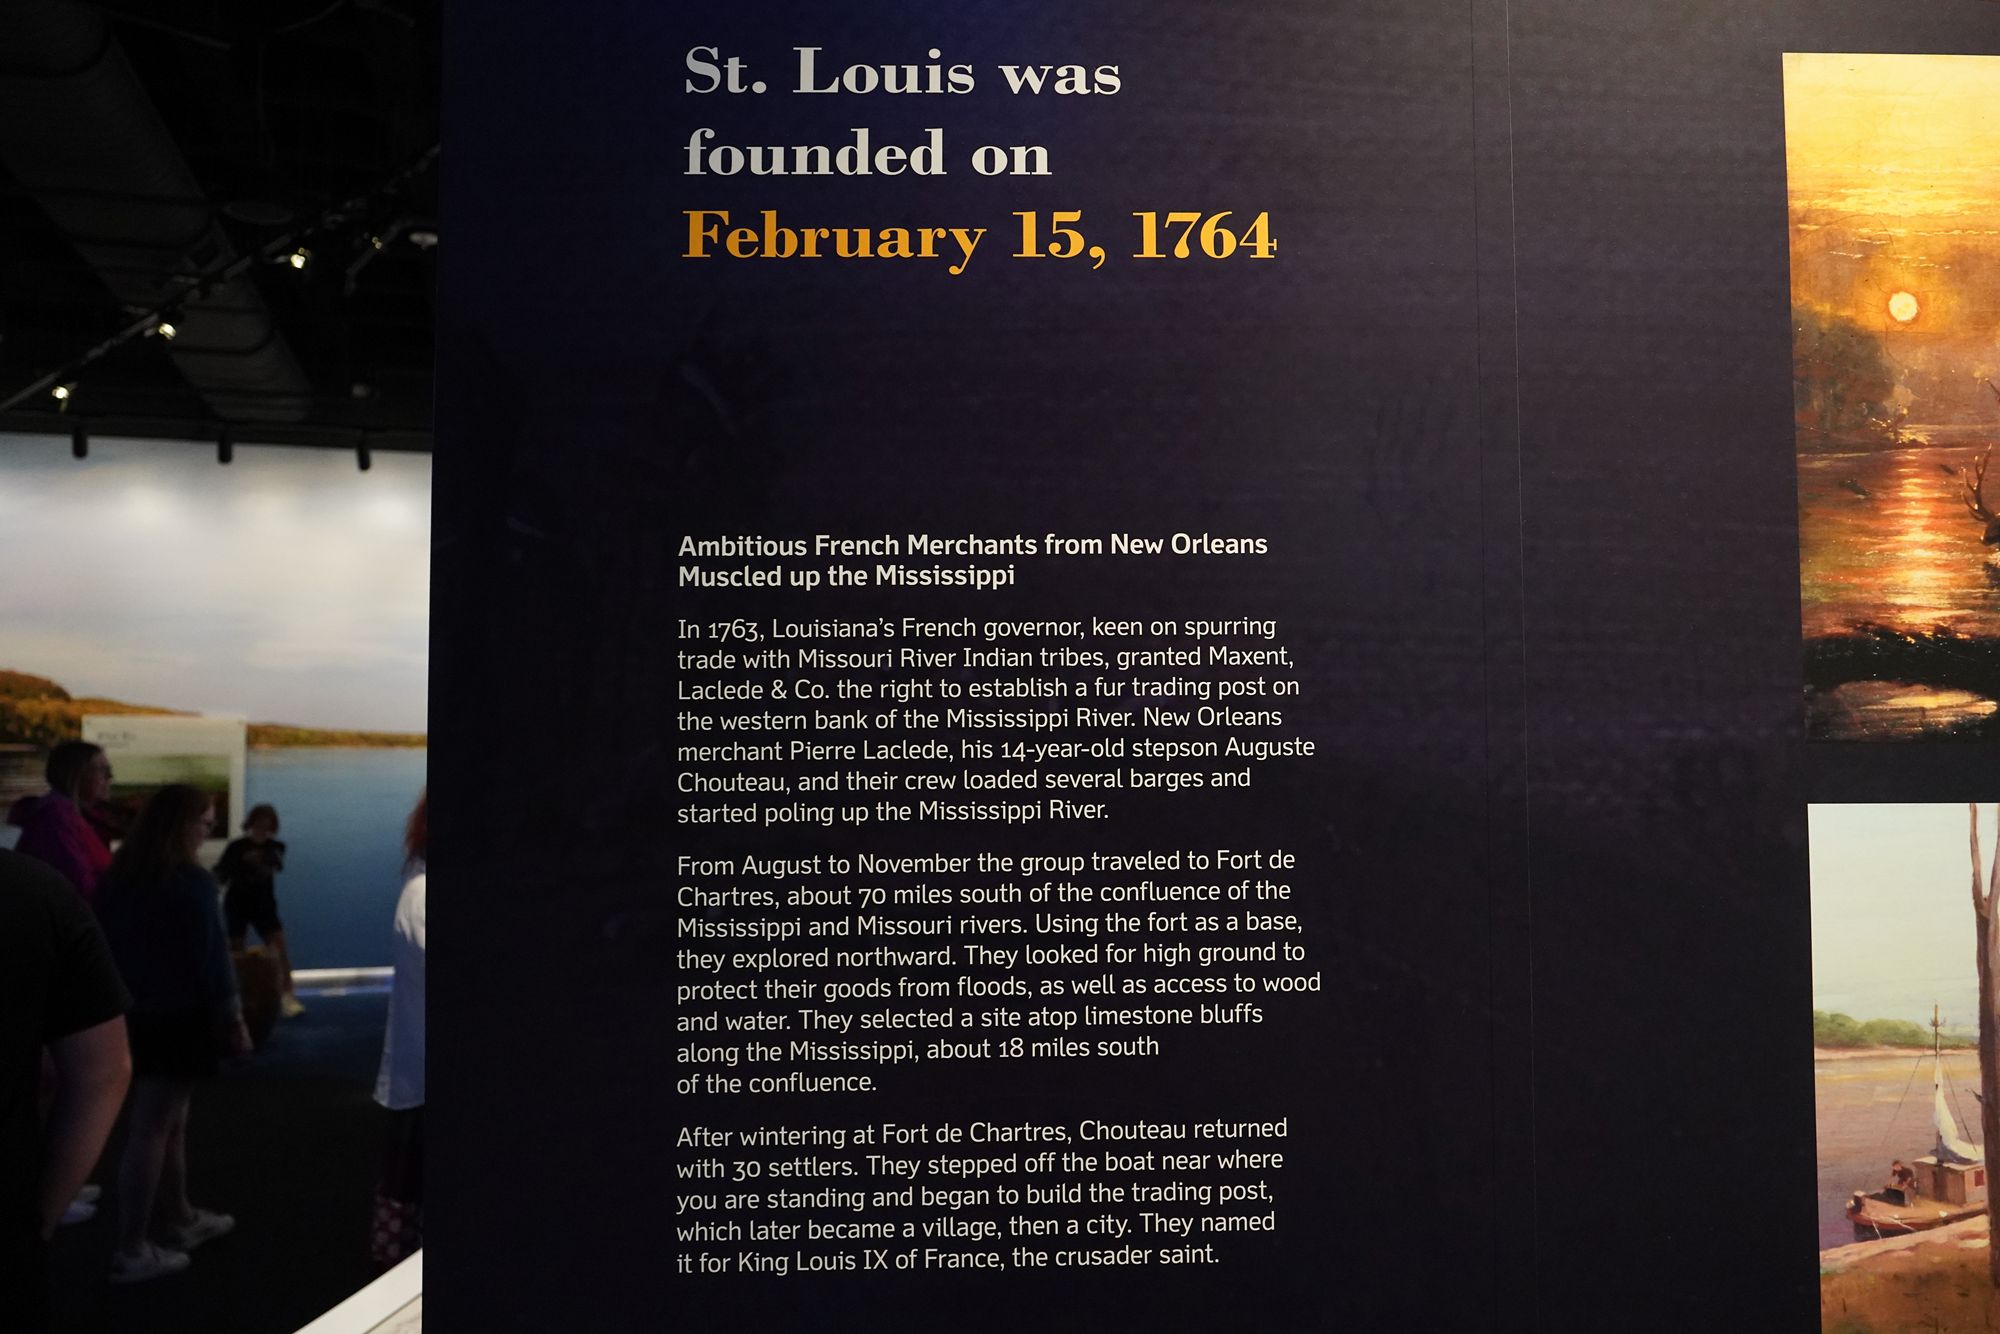 St. Louis was
founded on
February 15, 1764
Ambitious French Merchants from New Orleans
Muscled up the Mississippi
In 1763, Louisiana's French governor, keen on spurring
trade with Missouri River Indian tribes, granted Maxent,
Laclede & Co. the right to establish a fur trading post on
the western bank of the Mississippi River. New Orleans
merchant Pierre Laclede, his 14-year-old stepson Auguste
Chouteau, and their crew loaded several barges and
started poling up the Mississippi River.
From August to November the group traveled to Fort de
Chartres, about 70 miles south of the confluence of the
Mississippi and Missouri rivers. Using the fort as a base,
they explored northward. They looked for high ground to
protect their goods from floods, as well as access to wood
and water. They selected a site atop limestone bluffs
along the Mississippi, about 18 miles south
of the confluence.
After wintering at Fort de Chartres, Chouteau returned
with 30 settlers. They stepped off the boat near where
you are standing and began to build the trading post,
which later became a village, then a city. They named
it for King Louis IX of France, the crusader saint.